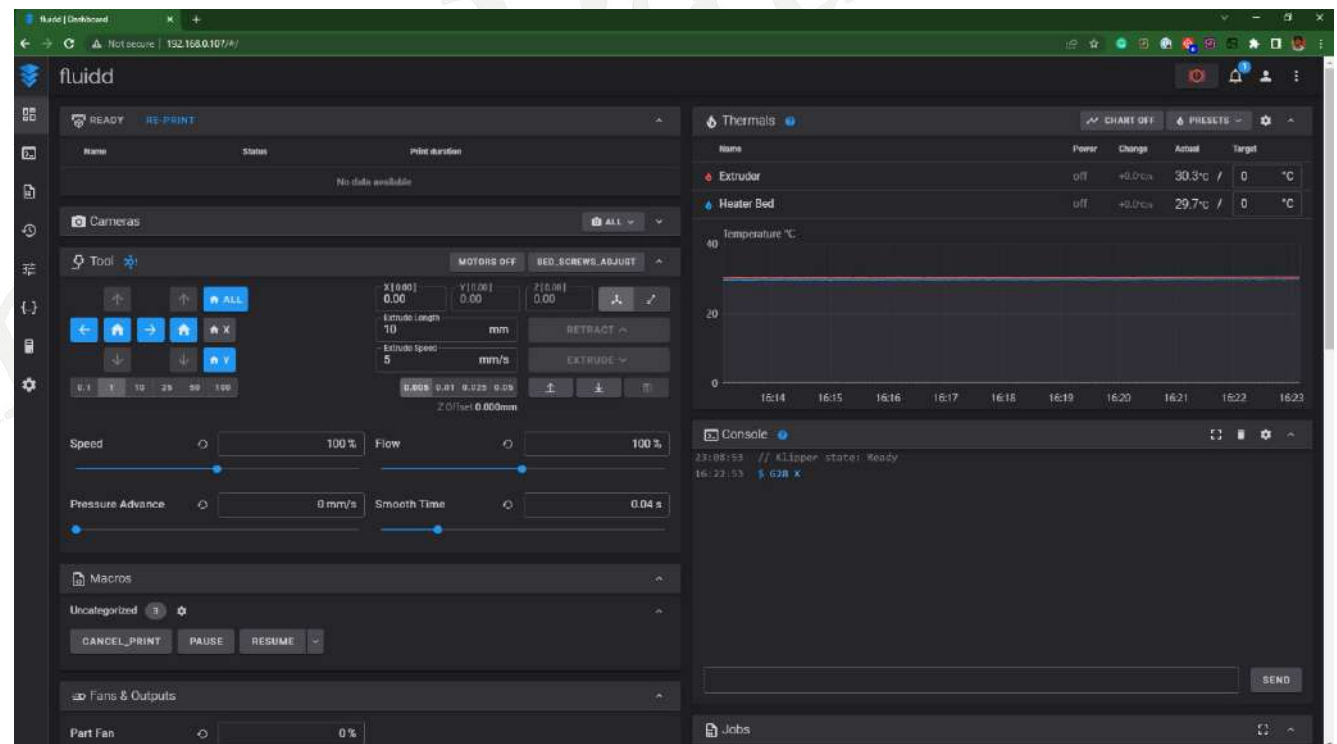 fluidd | Dashboard
Not secure | 192.168.0.107/#/
fluidd
1
READY RE-PRINT
Name Status Print duration
No data available
Cameras
ALL
Tool
MOTORS OFF BED_SCREWS_ADJUST
X [0.00] Y [0.00] Z [0.00]
0.00 0.00 0.00
ALL
X
Y
Extrude Length
10 mm
RETRACT
Extrude Speed
5 mm/s
EXTRUDE
0.1 1 10 25 50 100
0.005 0.01 0.025 0.05
Z Offset 0.000mm
Speed 100 %
Flow 100 %
Pressure Advance 0 mm/s
Smooth Time 0.04 s
Macros
Uncategorized 3
CANCEL_PRINT PAUSE RESUME
Fans & Outputs
Part Fan 0 %
Thermals
CHART OFF PRESETS
Name Power Change Actual Target
Extruder off +0.0°C/s 30.3°C / 0 °C
Heater Bed off +0.0°C/s 29.7°C / 0 °C
Temperature °C
40
20
0
16:14 16:15 16:16 16:17 16:18 16:19 16:20 16:21 16:22 16:23
Console
23:08:53 // Klipper state: Ready
16:22:53 $ G28 X
SEND
Jobs